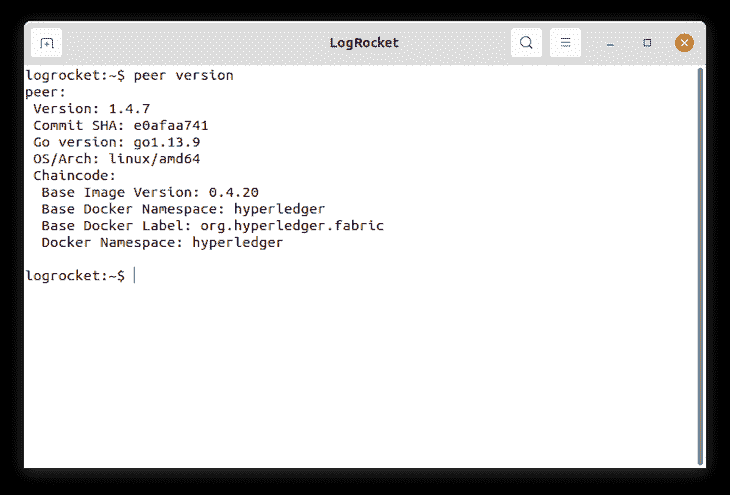 LogRocket
logrocket:~$ peer version
peer:
Version: 1.4.7
Commit SHA: e0afaa741
Go version: go1.13.9
OS/Arch: linux/amd64
Chaincode:
Base Image Version: 0.4.20
Base Docker Namespace: hyperledger
Base Docker Label: org.hyperledger.fabric
Docker Namespace: hyperledger
logrocket:~$